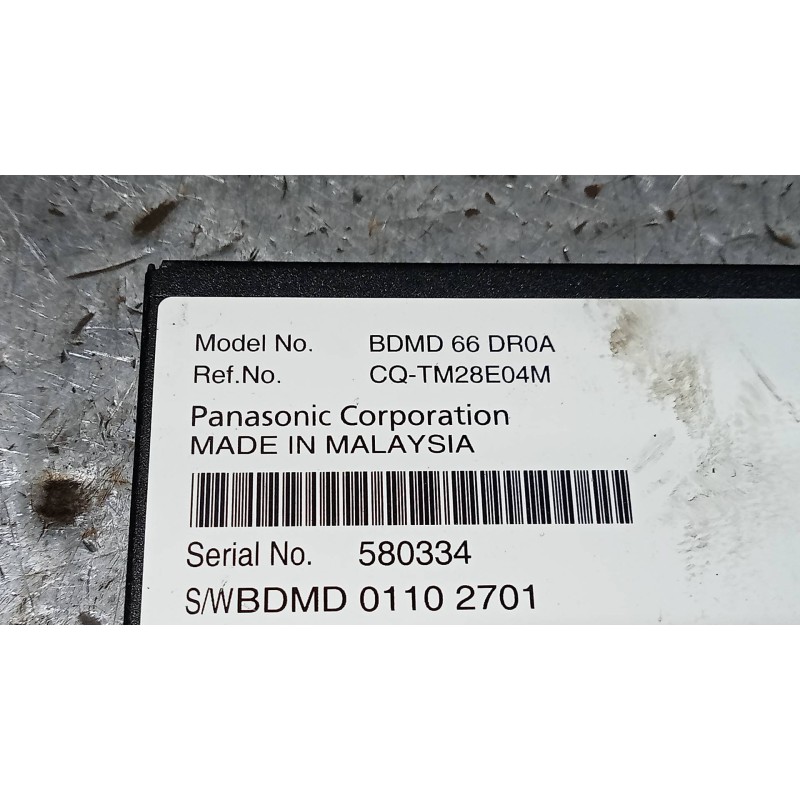 Model No. BDMD 66 DR0A
Ref.No. CQ-TM28E04M
Panasonic Corporation
MADE IN MALAYSIA
Serial No. 580334
S/WBDMD 0110 2701